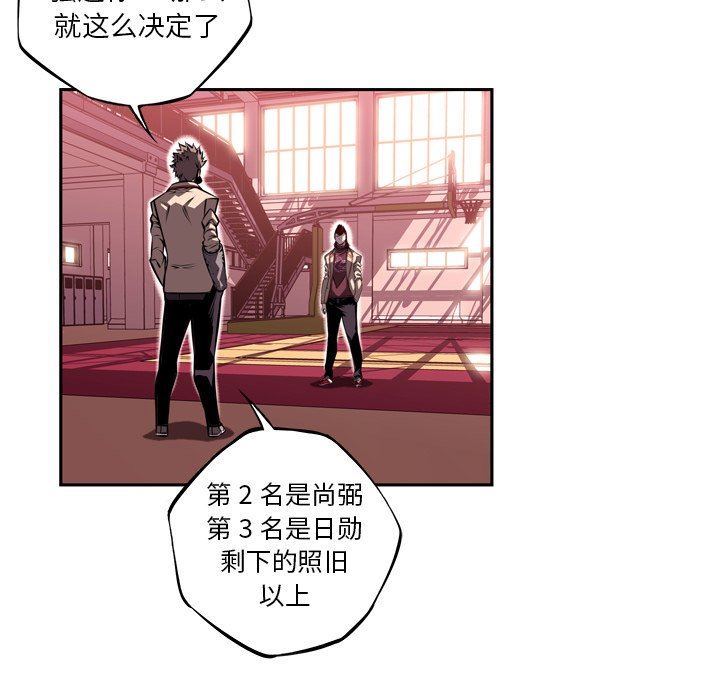 就这么决定了
第2名是尚弼
第3名是日勋
剩下的照旧
以上